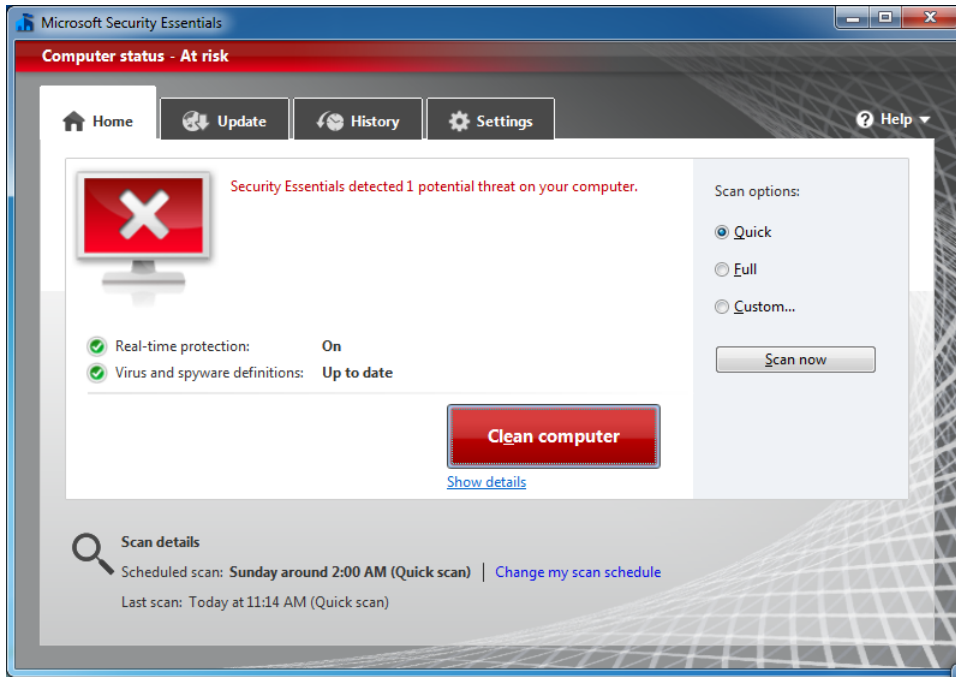 Microsoft Security Essentials
Computer status - At risk
Home
Update
History
Settings
Help
Security Essentials detected 1 potential threat on your computer.
Scan options:
Quick
Full
Custom...
Scan now
Real-time protection: On
Virus and spyware definitions: Up to date
Clean computer
Show details
Scan details
Scheduled scan: Sunday around 2:00 AM (Quick scan) | Change my scan schedule
Last scan: Today at 11:14 AM (Quick scan)